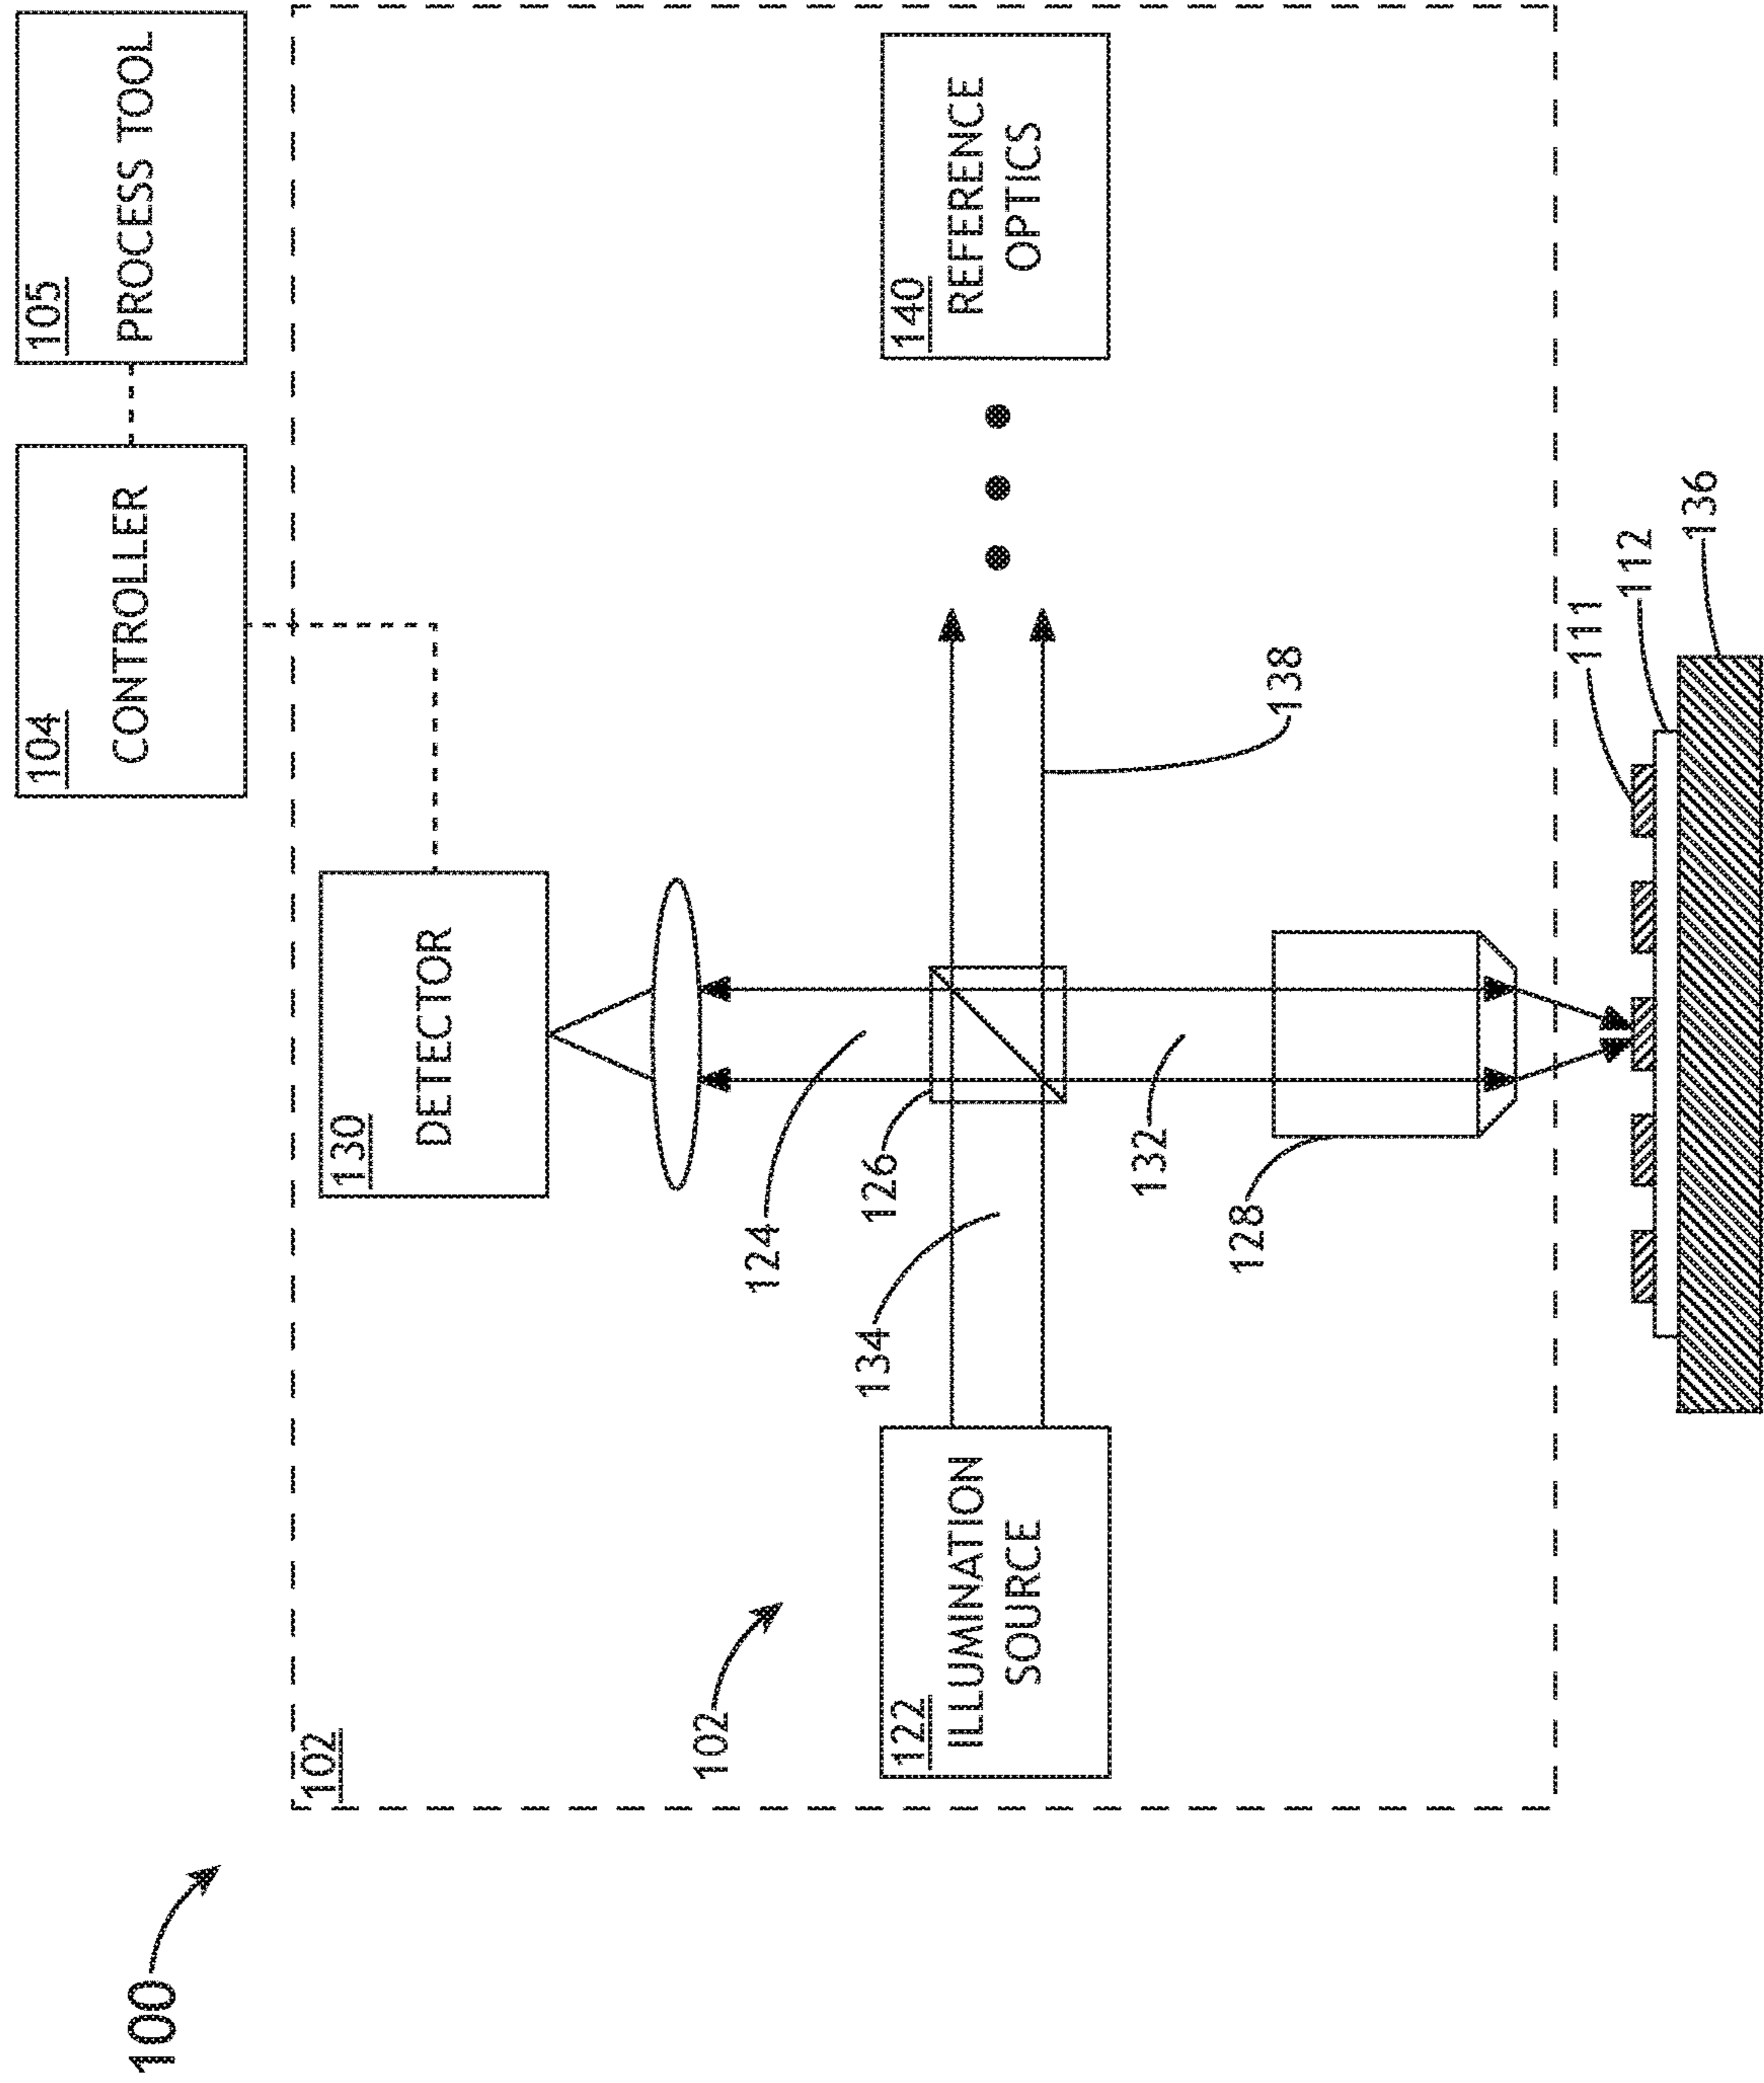 100
102
104
CONTROLLER
105
PROCESS TOOL
102
130
DETECTOR
124
134
126
122
ILLUMINATION
SOURCE
140
REFERENCE
OPTICS
132
138
128
111
112
136